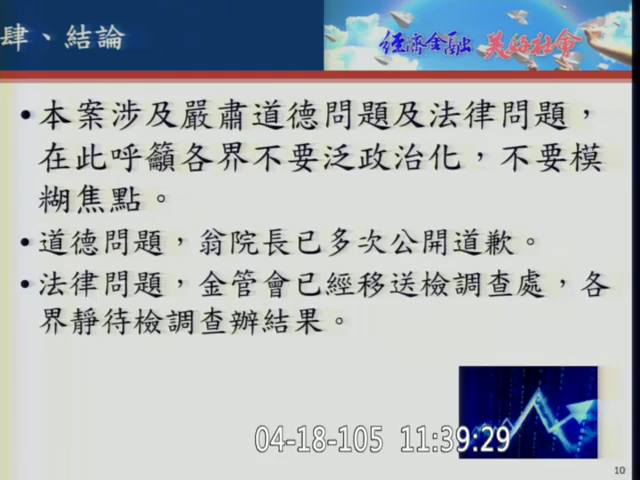 肆、結論
經濟金融 美好社會
•本案涉及嚴肅道德問題及法律問題，
在此呼籲各界不要泛政治化，不要模
糊焦點。
•道德問題，翁院長已多次公開道歉。
•法律問題，金管會已經移送檢調查處，各
界靜待檢調查辦結果。
04-18-105 11:39:29
10